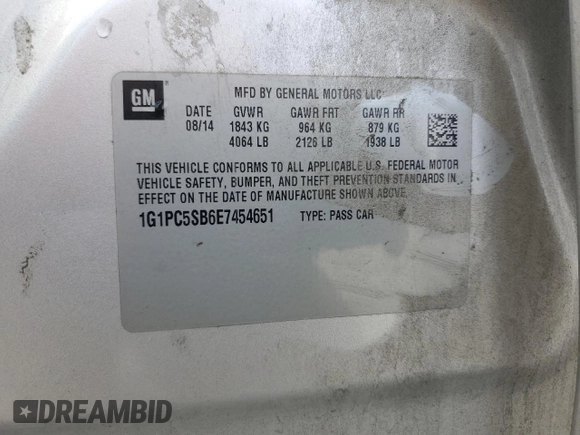 GM
MFD BY GENERAL MOTORS LLC
DATE GVWR GAWR FRT GAWR RR
08/14 1843 KG 964 KG 879 KG
4064 LB 2126 LB 1938 LB
THIS VEHICLE CONFORMS TO ALL APPLICABLE U.S. FEDERAL MOTOR
VEHICLE SAFETY, BUMPER, AND THEFT PREVENTION STANDARDS IN
EFFECT ON THE DATE OF MANUFACTURE SHOWN ABOVE.
1G1PC5SB6E7454651 TYPE: PASS CAR
DREAMBID